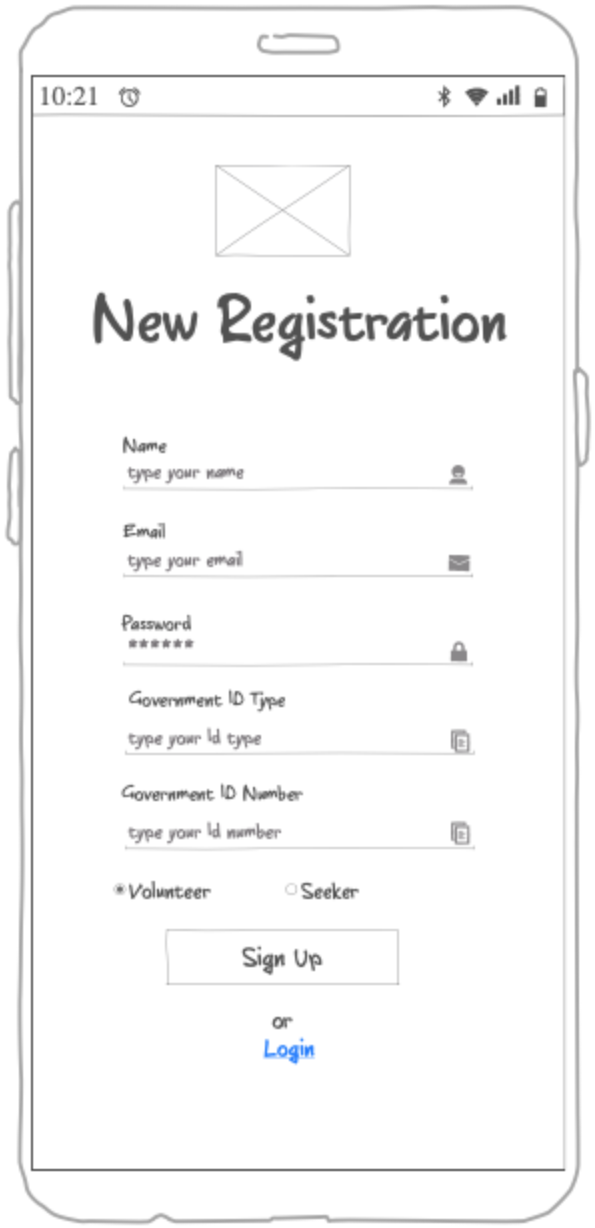 10:21
New Registration
Name
type your name
Email
type your email
Password
******
Government ID Type
type your Id type
Government ID Number
type your Id number
Volunteer Seeker
Sign Up
or
Login